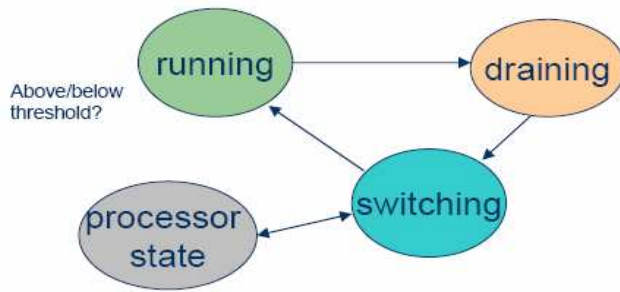 running
draining
Above/below
threshold?
switching
processor
state